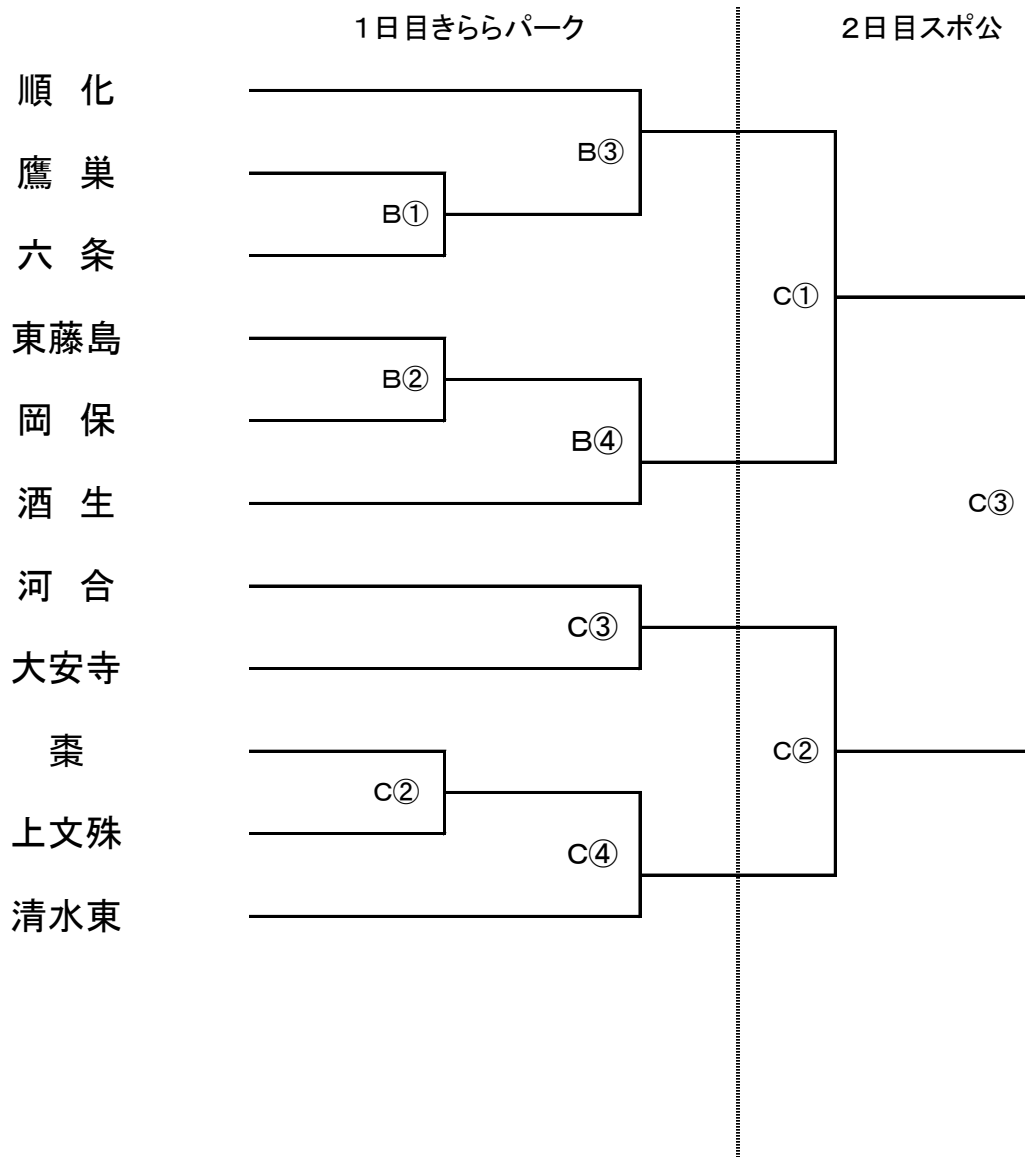 １日目きららパーク
２日目スポ公
順　化
B③
鷹　巣
B①
六　条
C①
東藤島
B②
岡　保
B④
酒　生
C③
河　合
C③
大安寺
棗
C②
C②
上文殊
C④
清水東